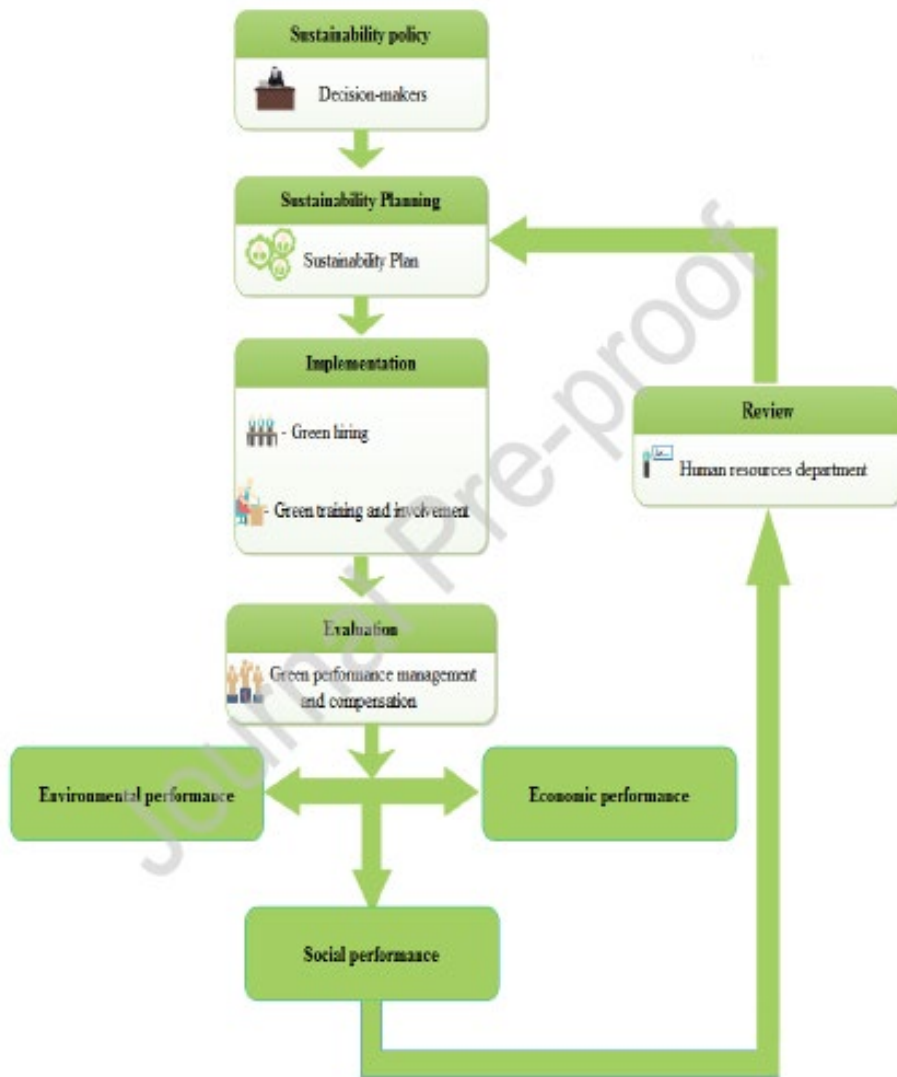 Sustainability policy
Decision-makers
Sustainability Planning
Sustainability Plan
Implementation
- Green hiring
- Green training and involvement
Review
Human resources department
Evaluation
Green performance management
and compensation
Environmental performance
Economic performance
Social performance
Journal Pre-proof